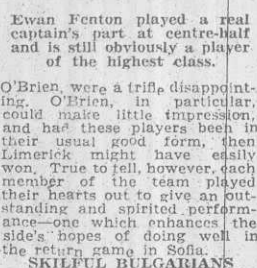 Ewan Fenton played a real
captain's part at centre-half
and is still obviously a player
of the highest class.
O'Brien, were a trifle disappoint-
ing. O'Brien, in particular,
could make little impression,
and had these players been in
their usual good form, then
Limerick might have easily
won. True to tell, however, each
member of the team played
their hearts out to give an out-
standing and spirited perform-
ance—one which enhances the
side's hopes of doing well in
the return game in Sofia.
SKILFUL BULGARIANS